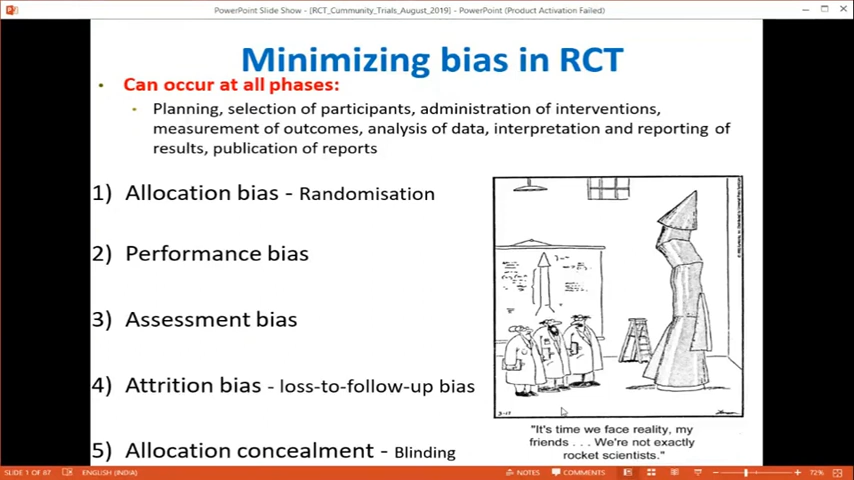 PowerPoint Slide Show - [RCT_Cummunity_Trials_August_2019] - PowerPoint (Product Activation Failed)
Minimizing bias in RCT
• Can occur at all phases:
• Planning, selection of participants, administration of interventions,
measurement of outcomes, analysis of data, interpretation and reporting of
results, publication of reports
1) Allocation bias - Randomisation
2) Performance bias
3) Assessment bias
4) Attrition bias - loss-to-follow-up bias
5) Allocation concealment - Blinding
"It's time we face reality, my
friends . . . We're not exactly
rocket scientists."
SLIDE 1 OF 87
ENGLISH (INDIA)
NOTES
COMMENTS
72%